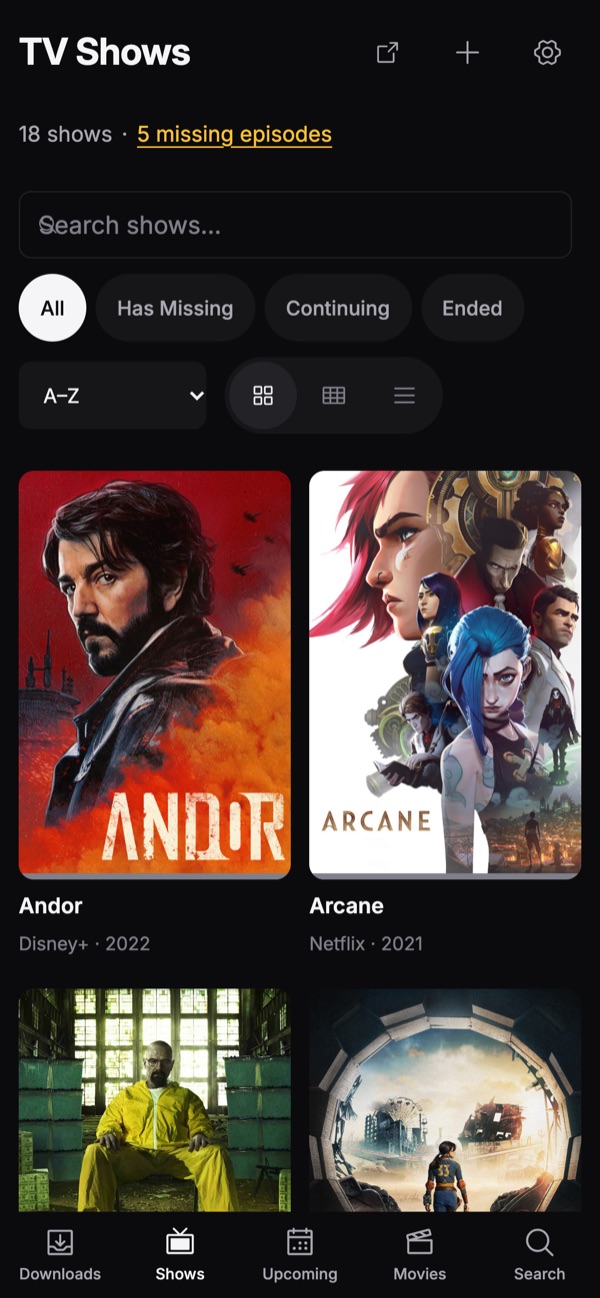 TV Shows
18 shows · 5 missing episodes
Search shows...
All Has Missing Continuing Ended
A–Z
ANDOR
ARCANE
Andor Arcane
Disney+ · 2022 Netflix · 2021
33
Downloads Shows Upcoming Movies Search